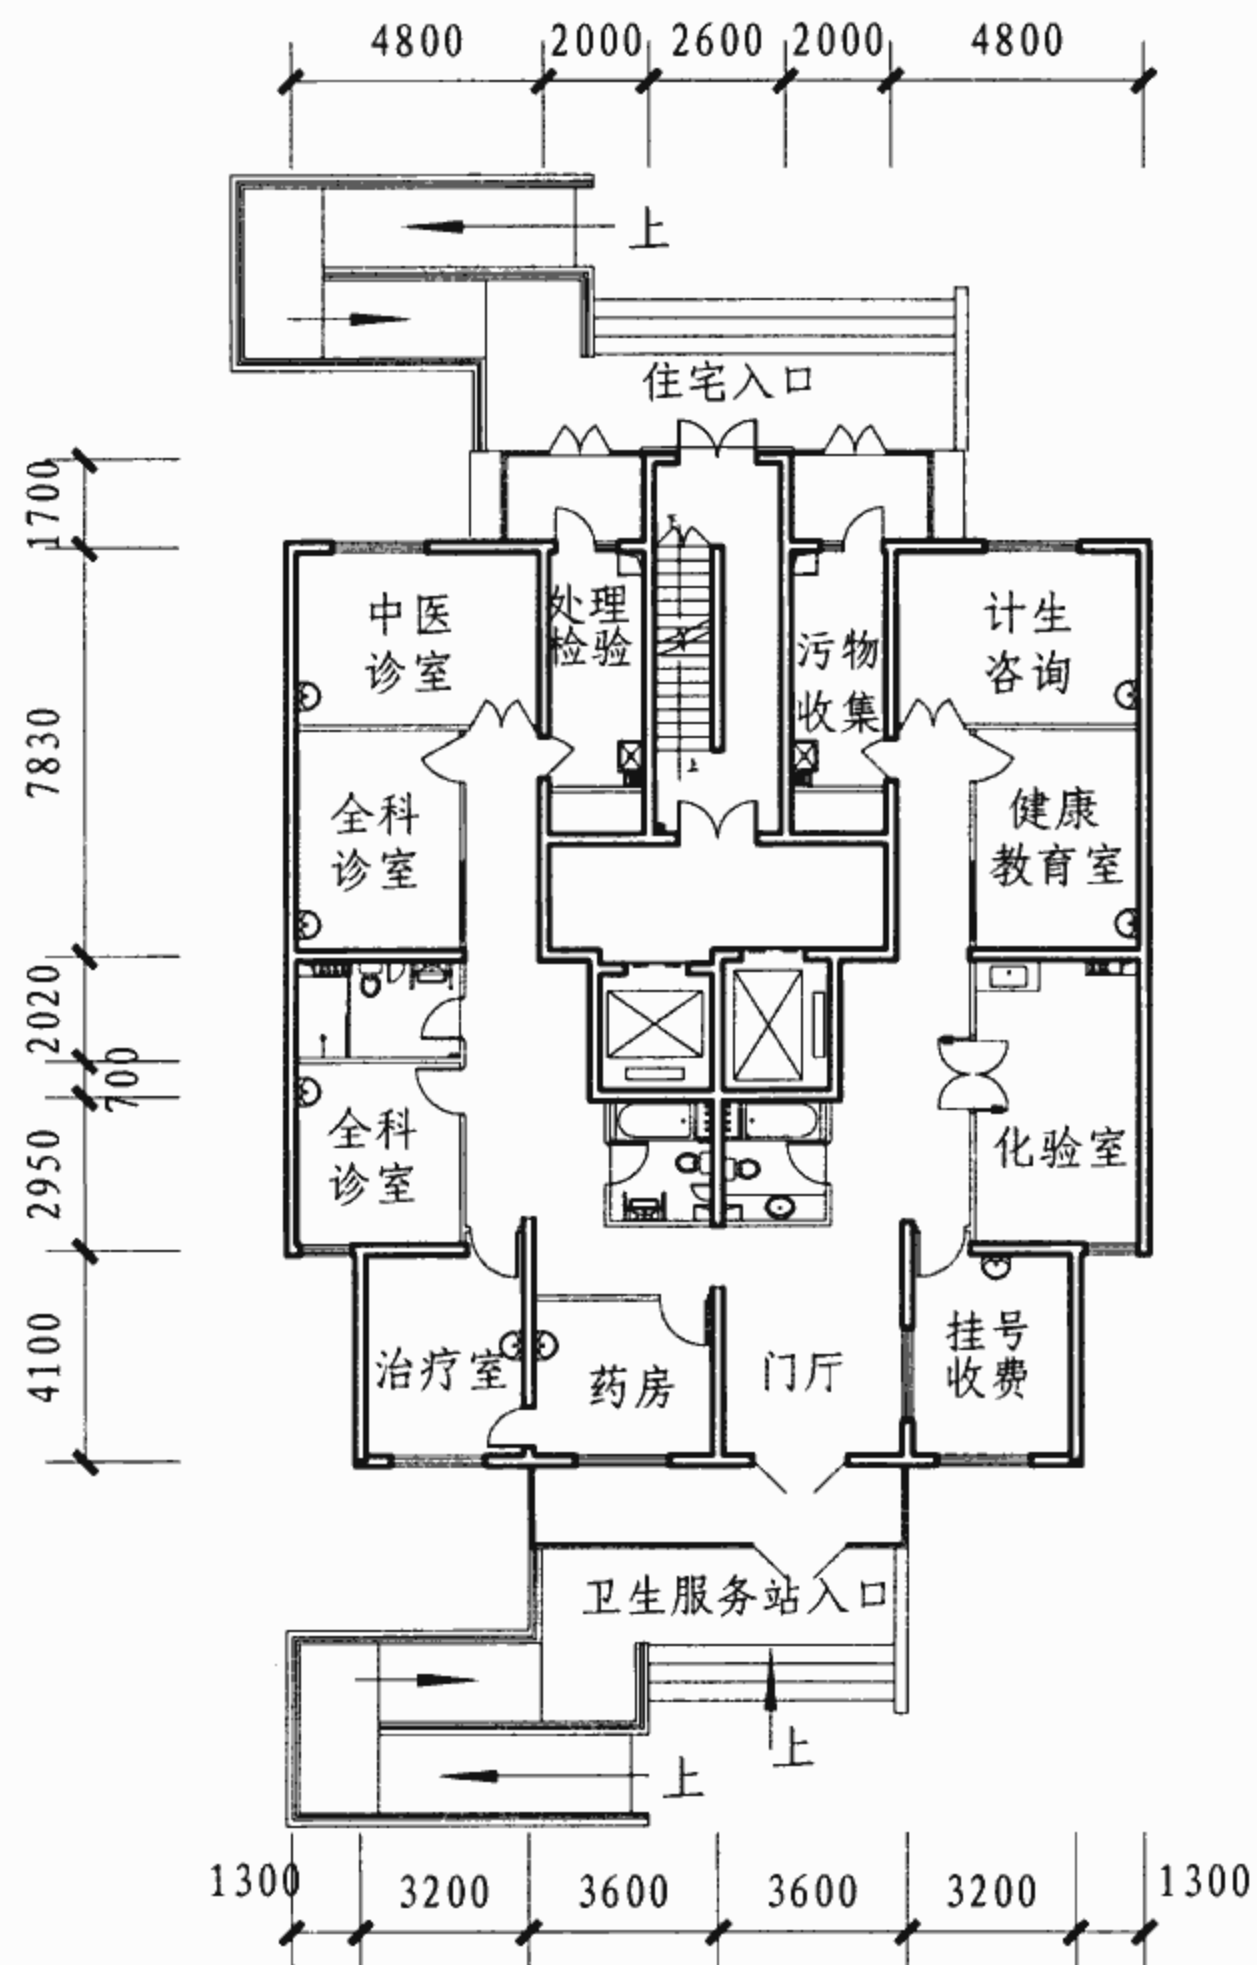 4800 2000 2600 2000 4800
上
住宅入口
1700
7830
2020
700
2950
4100
中医
诊室
处理
检验
下
上
污物
收集
计生
咨询
全科
诊室
健康
教育室
全科
诊室
化验室
治疗室
药房
门厅
挂号
收费
卫生服务站入口
上
上
1300 3200 3600 3600 3200 1300